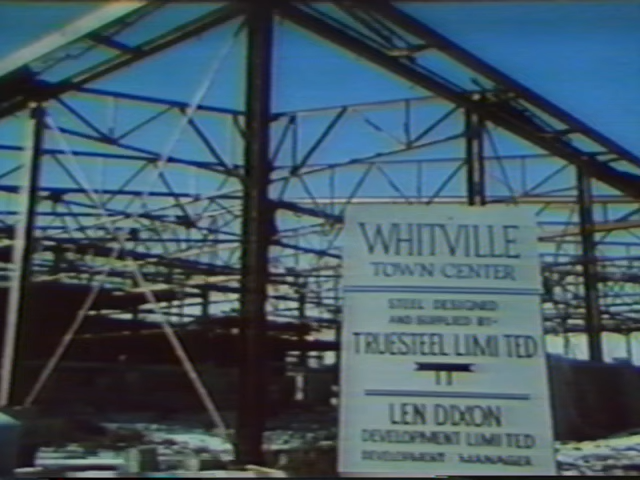 WHITVILLE
TOWN CENTER
STEEL DESIGNED
AND SUPPLIED BY-
TRUESTEEL LIMITED
LEN DIXON
DEVELOPMENT LIMITED
DEVELOPMENT MANAGER